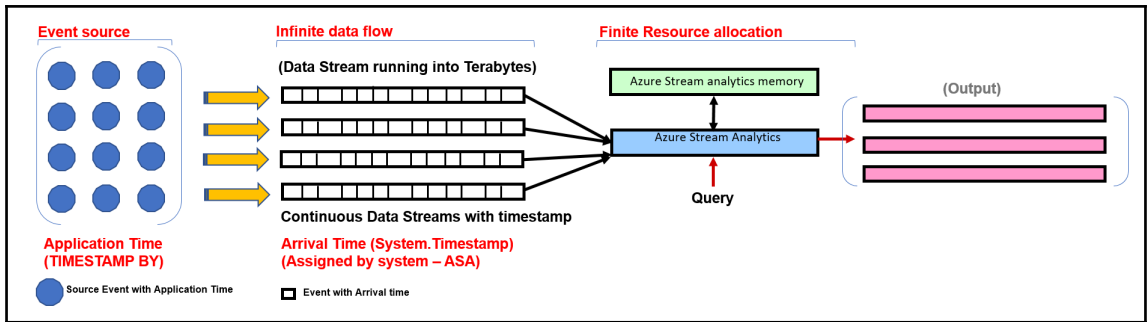 Event source
Infinite data flow
Finite Resource allocation
(Data Stream running into Terabytes)
Azure Stream analytics memory
(Output)
Azure Stream Analytics
Query
Continuous Data Streams with timestamp
Application Time
(TIMESTAMP BY)
Arrival Time (System.Timestamp)
(Assigned by system – ASA)
Source Event with Application Time
Event with Arrival time